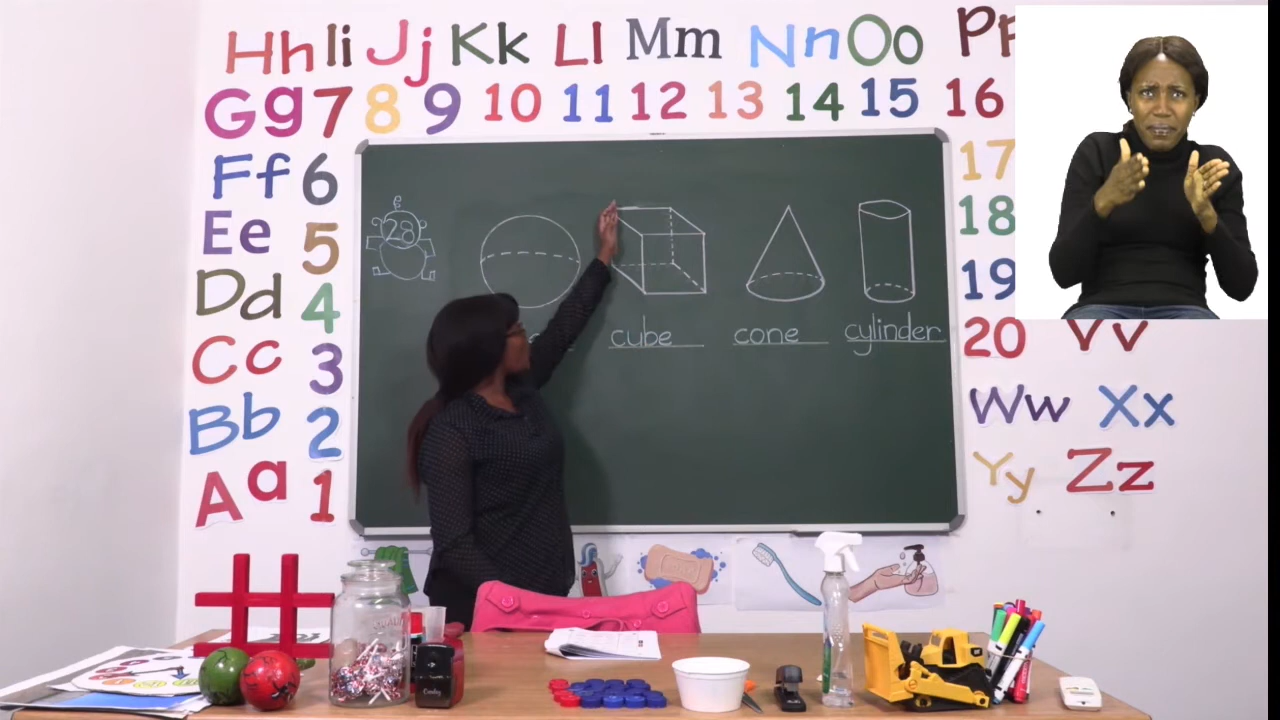 Hh Ii Jj Kk Ll Mm Nn Oo
Gg 7 8 9 10 11 12 13 14 15 16
Ff 6 17
Ee 5 18
Dd 4 19
Cc 3 20 Vv
Bb 2 Ww Xx
Aa 1 Yy Zz
28
cube cone cylinder